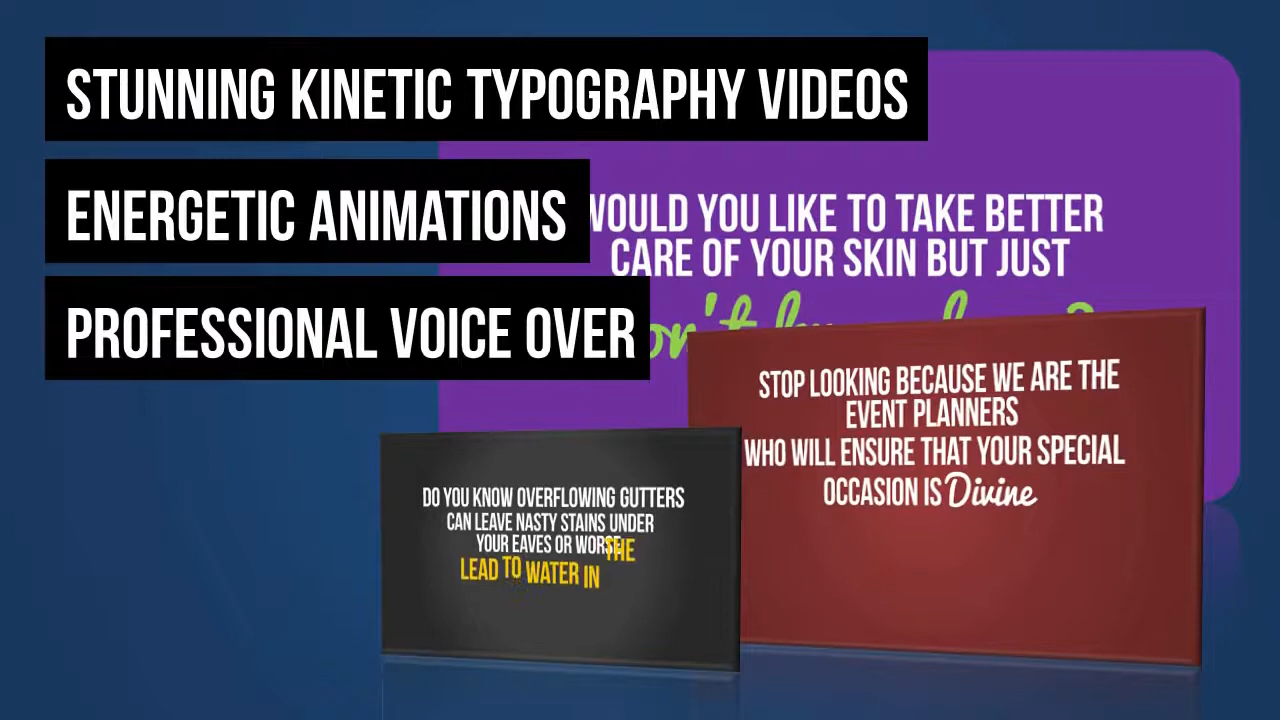 STUNNING KINETIC TYPOGRAPHY VIDEOS
ENERGETIC ANIMATIONS
PROFESSIONAL VOICE OVER
WOULD YOU LIKE TO TAKE BETTER
CARE OF YOUR SKIN BUT JUST
STOP LOOKING BECAUSE WE ARE THE
EVENT PLANNERS
WHO WILL ENSURE THAT YOUR SPECIAL
OCCASION IS Divine
DO YOU KNOW OVERFLOWING GUTTERS
CAN LEAVE NASTY STAINS UNDER
YOUR EAVES OR WORSE
LEAD TO WATER IN THE